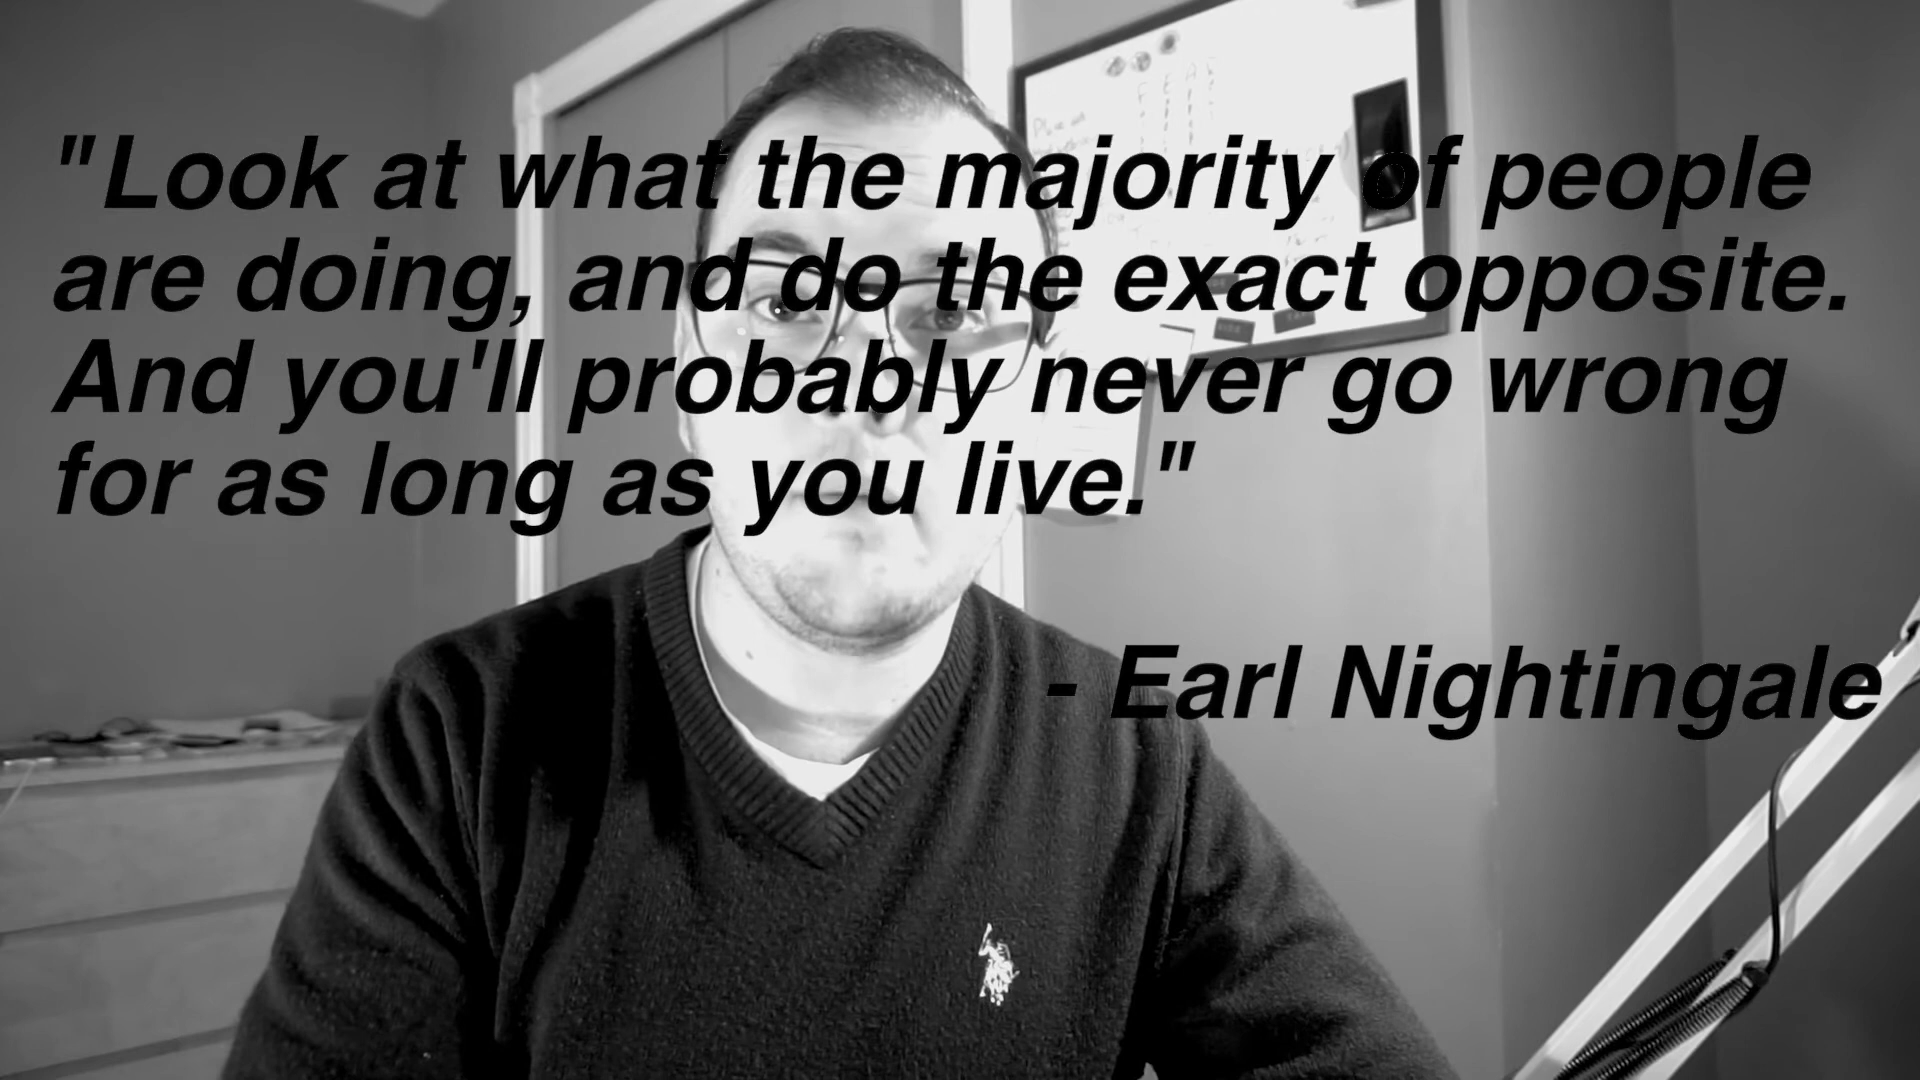 "Look at what the majority of people
are doing, and do the exact opposite.
And you'll probably never go wrong
for as long as you live."
- Earl Nightingale
F E A R